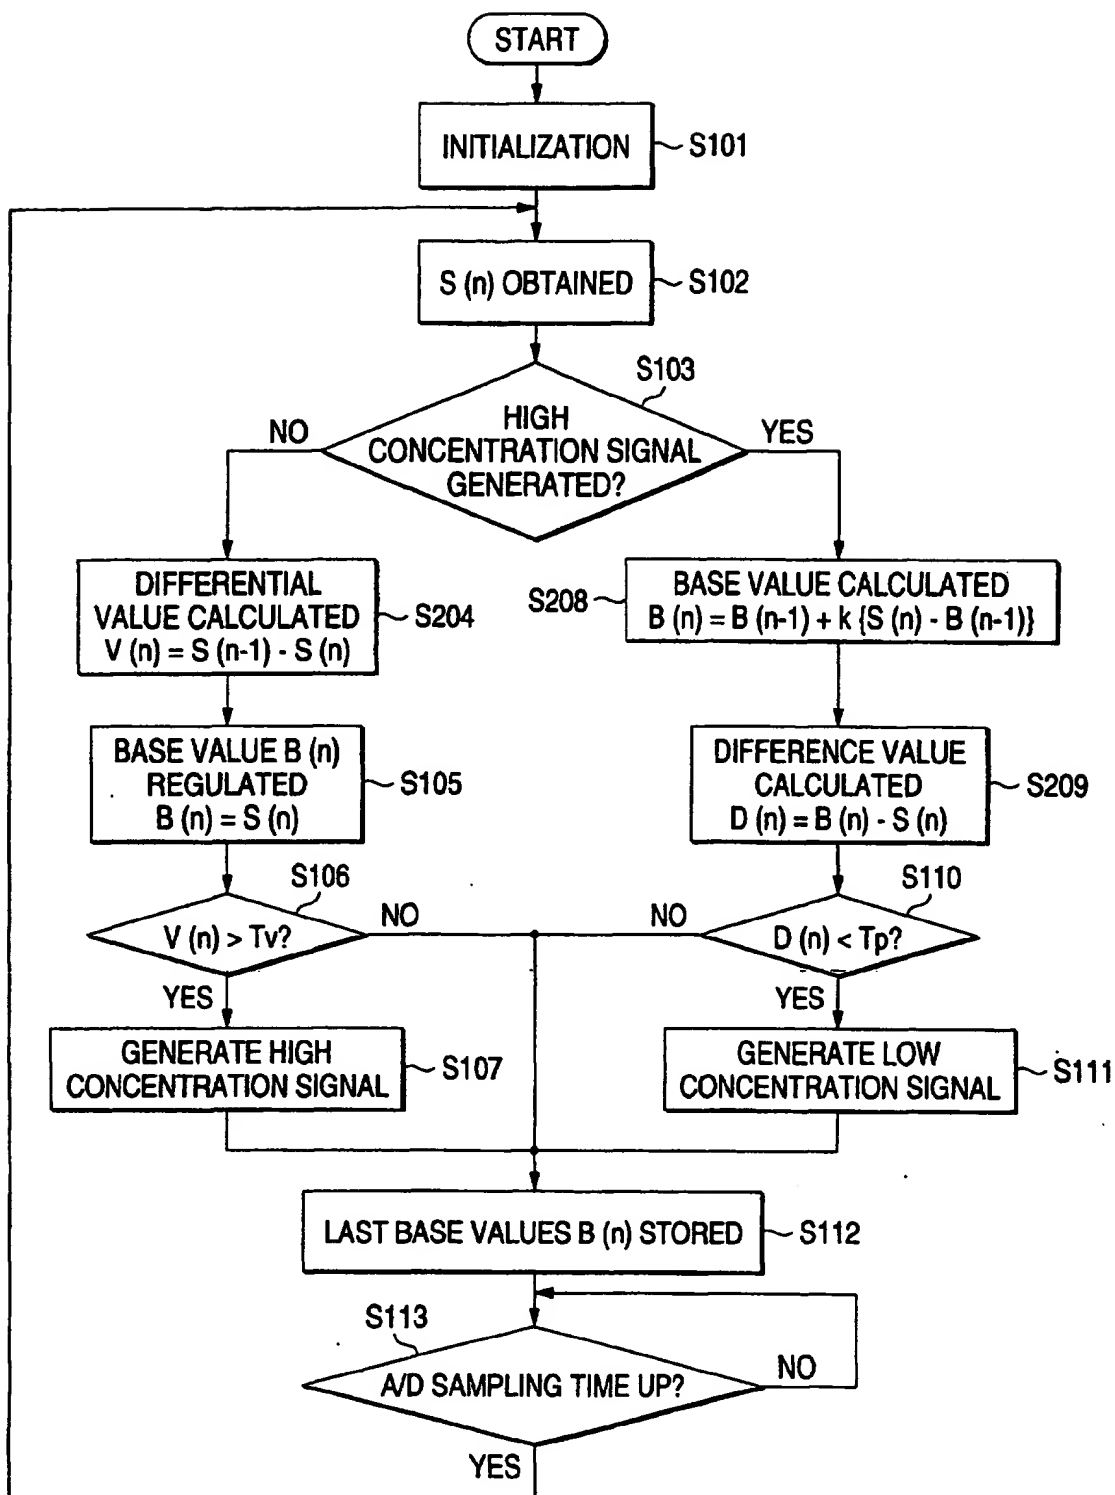 START
INITIALIZATION
S101
S (n) OBTAINED
S102
S103
HIGH
CONCENTRATION SIGNAL
GENERATED?
NO
YES
DIFFERENTIAL
VALUE CALCULATED
V (n) = S (n-1) - S (n)
S204
S208
BASE VALUE CALCULATED
B (n) = B (n-1) + k {S (n) - B (n-1)}
BASE VALUE B (n)
REGULATED
B (n) = S (n)
S105
DIFFERENCE VALUE
CALCULATED
D (n) = B (n) - S (n)
S209
S106
V (n) > Tv?
NO
YES
S110
D (n) < Tp?
NO
YES
GENERATE HIGH
CONCENTRATION SIGNAL
S107
GENERATE LOW
CONCENTRATION SIGNAL
S111
LAST BASE VALUES B (n) STORED
S112
S113
A/D SAMPLING TIME UP?
NO
YES